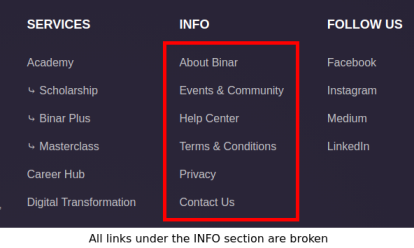 SERVICES
Academy
⤷ Scholarship
⤷ Binar Plus
⤷ Masterclass
Career Hub
Digital Transformation
INFO
About Binar
Events & Community
Help Center
Terms & Conditions
Privacy
Contact Us
FOLLOW US
Facebook
Instagram
Medium
LinkedIn
All links under the INFO section are broken